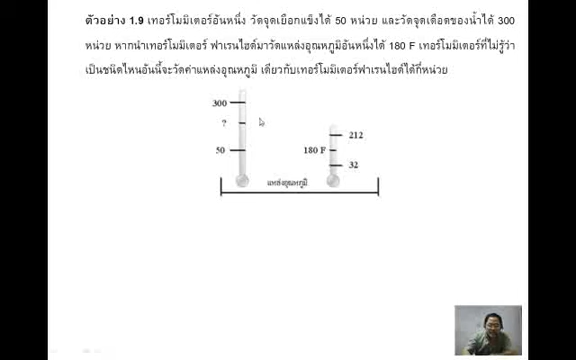 ตัวอย่าง 1.9 เทอร์โมมิเตอร์อันหนึ่ง วัดจุดเยือกแข็งได้ 50 หน่วย และวัดจุดเดือดของน้ำได้ 300
หน่วย หากนำเทอร์โมมิเตอร์ ฟาเรนไฮต์มาวัดแหล่งอุณหภูมิอันหนึ่งได้ 180 F เทอร์โมมิเตอร์ที่ไม่รู้ว่า
เป็นชนิดไหนอันนี้จะวัดค่าแหล่งอุณหภูมิ เดียวกับเทอร์โมมิเตอร์ฟาเรนไฮต์ได้กี่หน่วย
300
?
50
212
180 F
32
แหล่งอุณหภูมิ